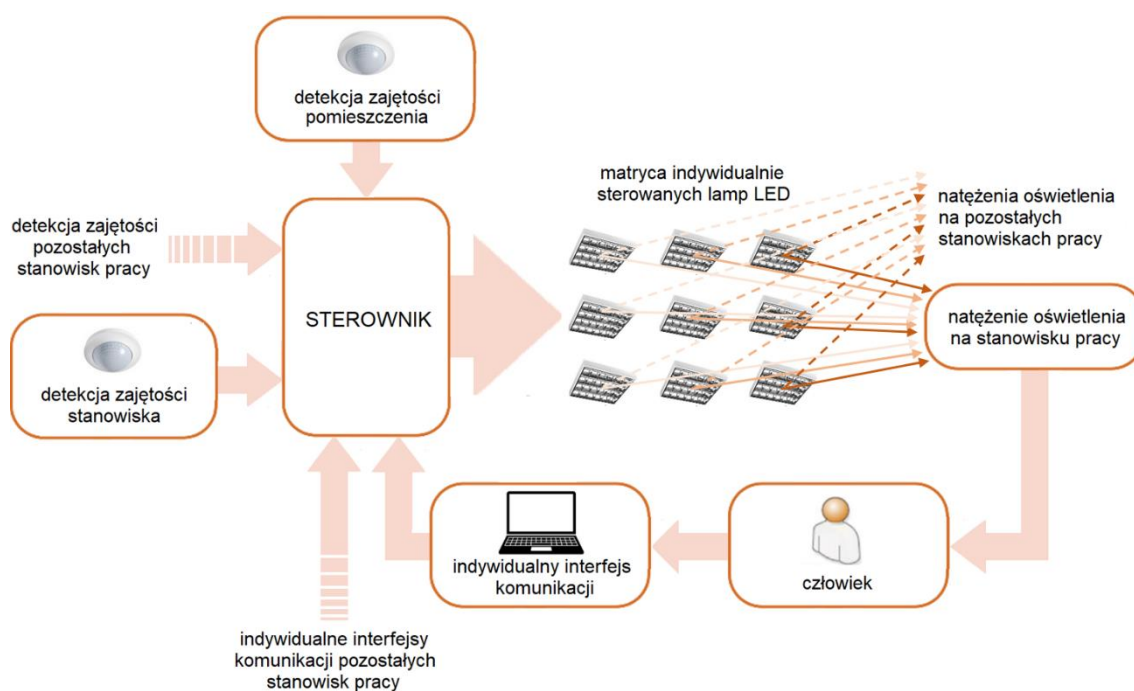 detekcja zajętości
pomieszczenia
matryca indywidualnie
sterowanych lamp LED
natężenia oświetlenia
na pozostałych
stanowiskach pracy
detekcja zajętości
pozostałych
stanowisk pracy
STEROWNIK
natężenie oświetlenia
na stanowisku pracy
detekcja zajętości
stanowiska
indywidualny interfejs
komunikacji
człowiek
indywidualne interfejsy
komunikacji pozostałych
stanowisk pracy